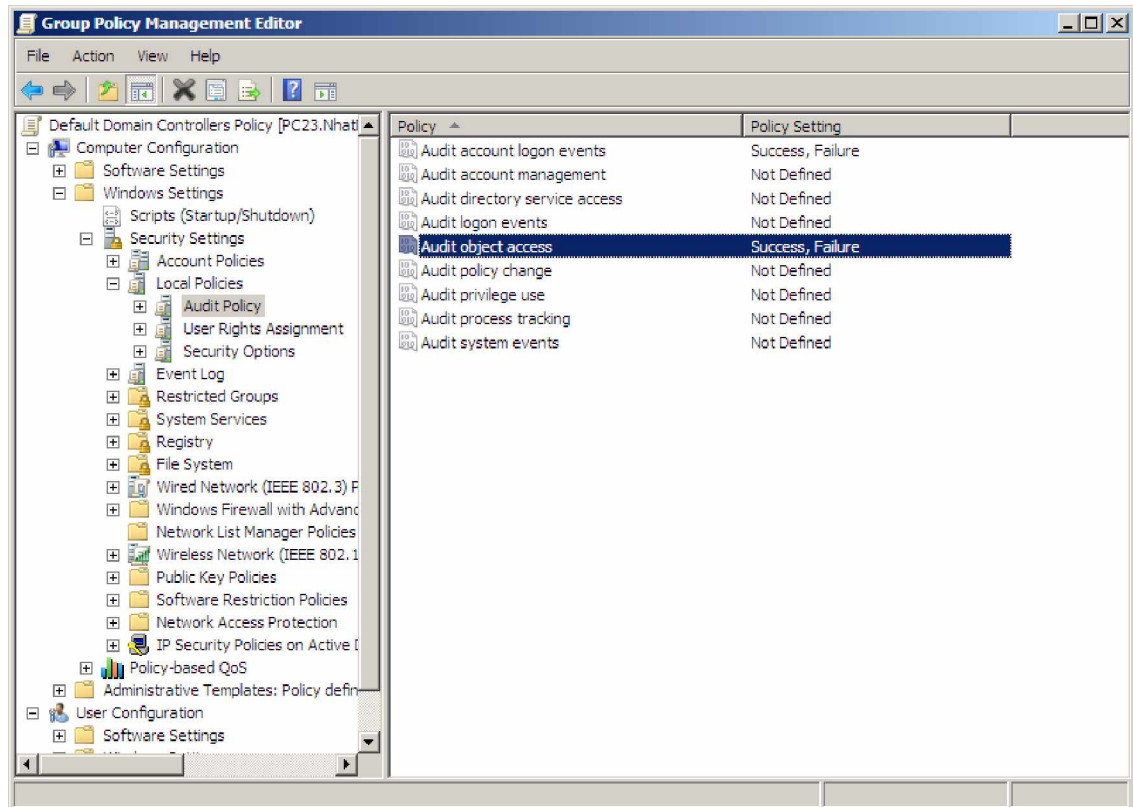 Group Policy Management Editor
File Action View Help
Default Domain Controllers Policy [PC23.Nhatl
Computer Configuration
Software Settings
Windows Settings
Scripts (Startup/Shutdown)
Security Settings
Account Policies
Local Policies
Audit Policy
User Rights Assignment
Security Options
Event Log
Restricted Groups
System Services
Registry
File System
Wired Network (IEEE 802.3) P
Windows Firewall with Advanc
Network List Manager Policies
Wireless Network (IEEE 802.1
Public Key Policies
Software Restriction Policies
Network Access Protection
IP Security Policies on Active D
Policy-based QoS
Administrative Templates: Policy defin
User Configuration
Software Settings
Policy Policy Setting
Audit account logon events Success, Failure
Audit account management Not Defined
Audit directory service access Not Defined
Audit logon events Not Defined
Audit object access Success, Failure
Audit policy change Not Defined
Audit privilege use Not Defined
Audit process tracking Not Defined
Audit system events Not Defined